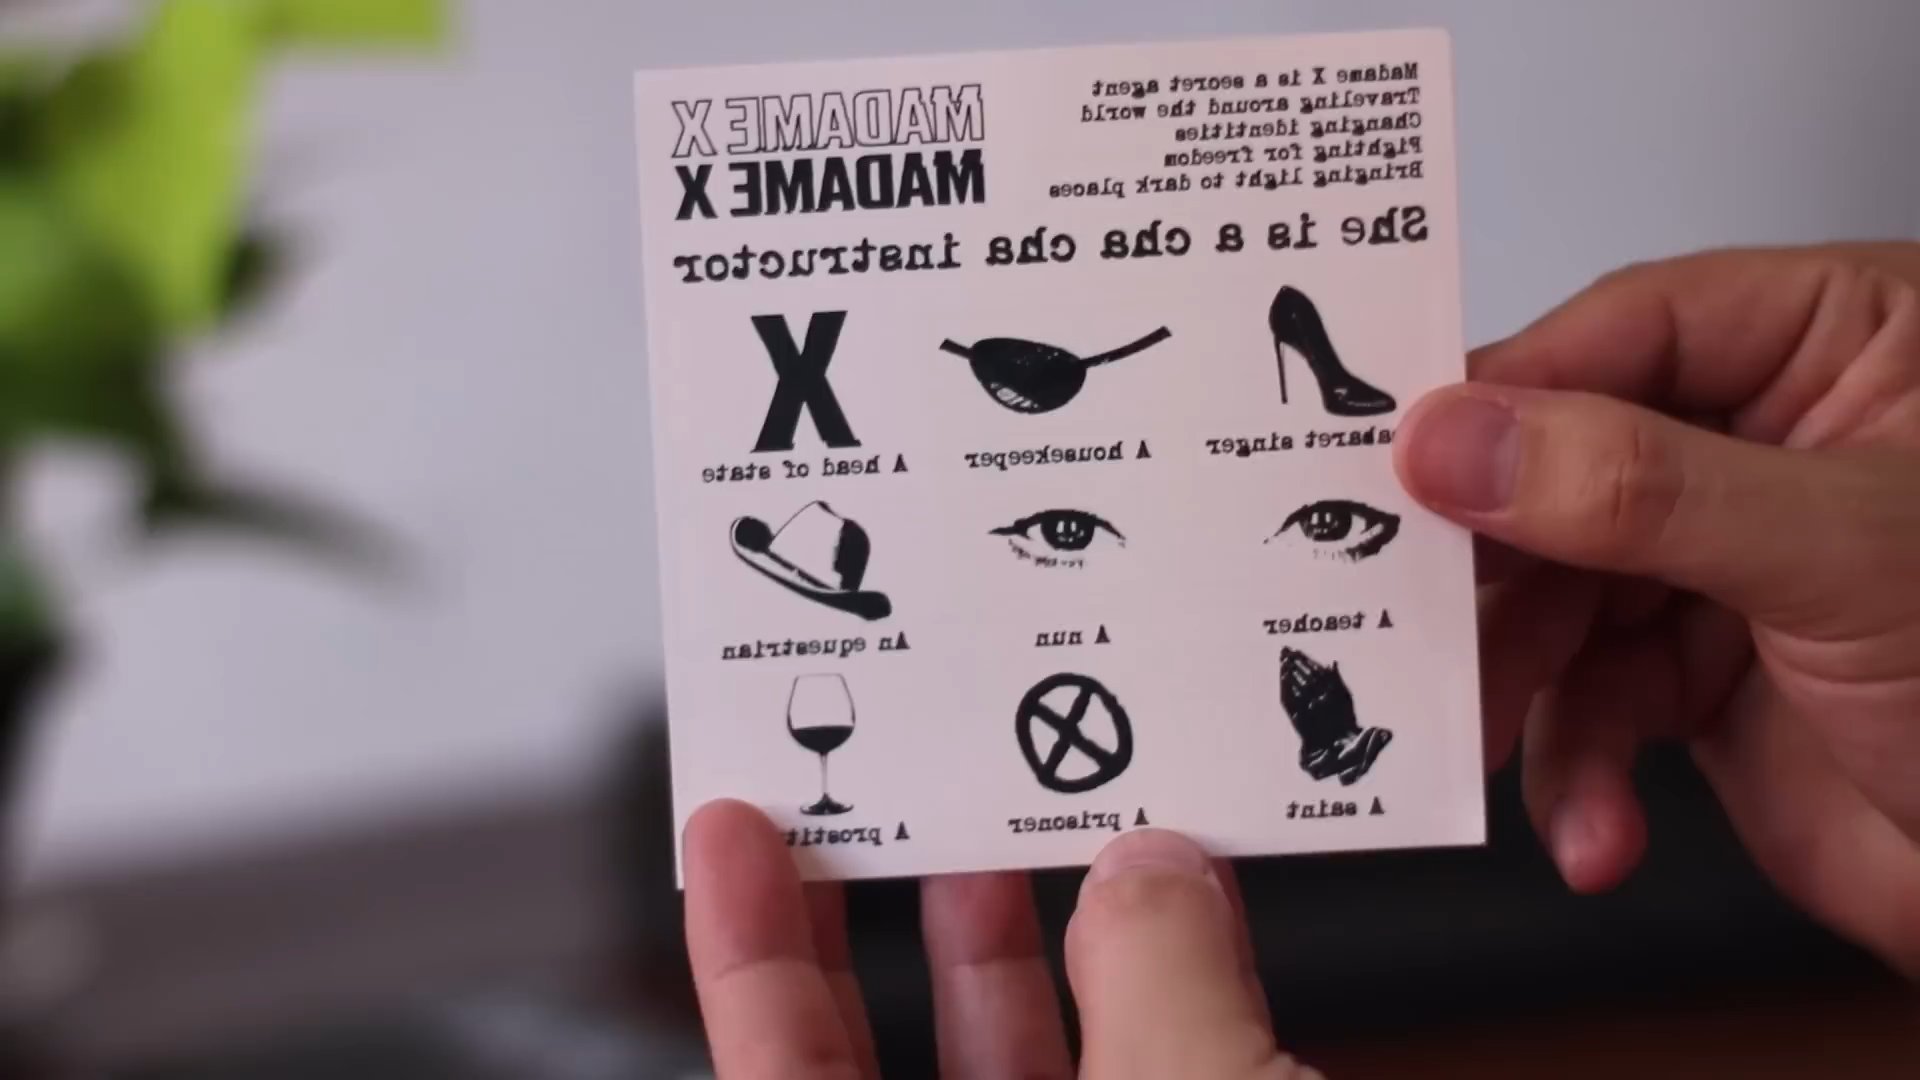 MADAME X
MADAME X
Madame X is a secret agent
Travelling around the world
Changing identities
Fighting for freedom
Bringing light to dark places
She is a cha cha instructor
X
A head of state
A housekeeper
singer
An equestrian
A nun
A teacher
A
A prisoner
A saint